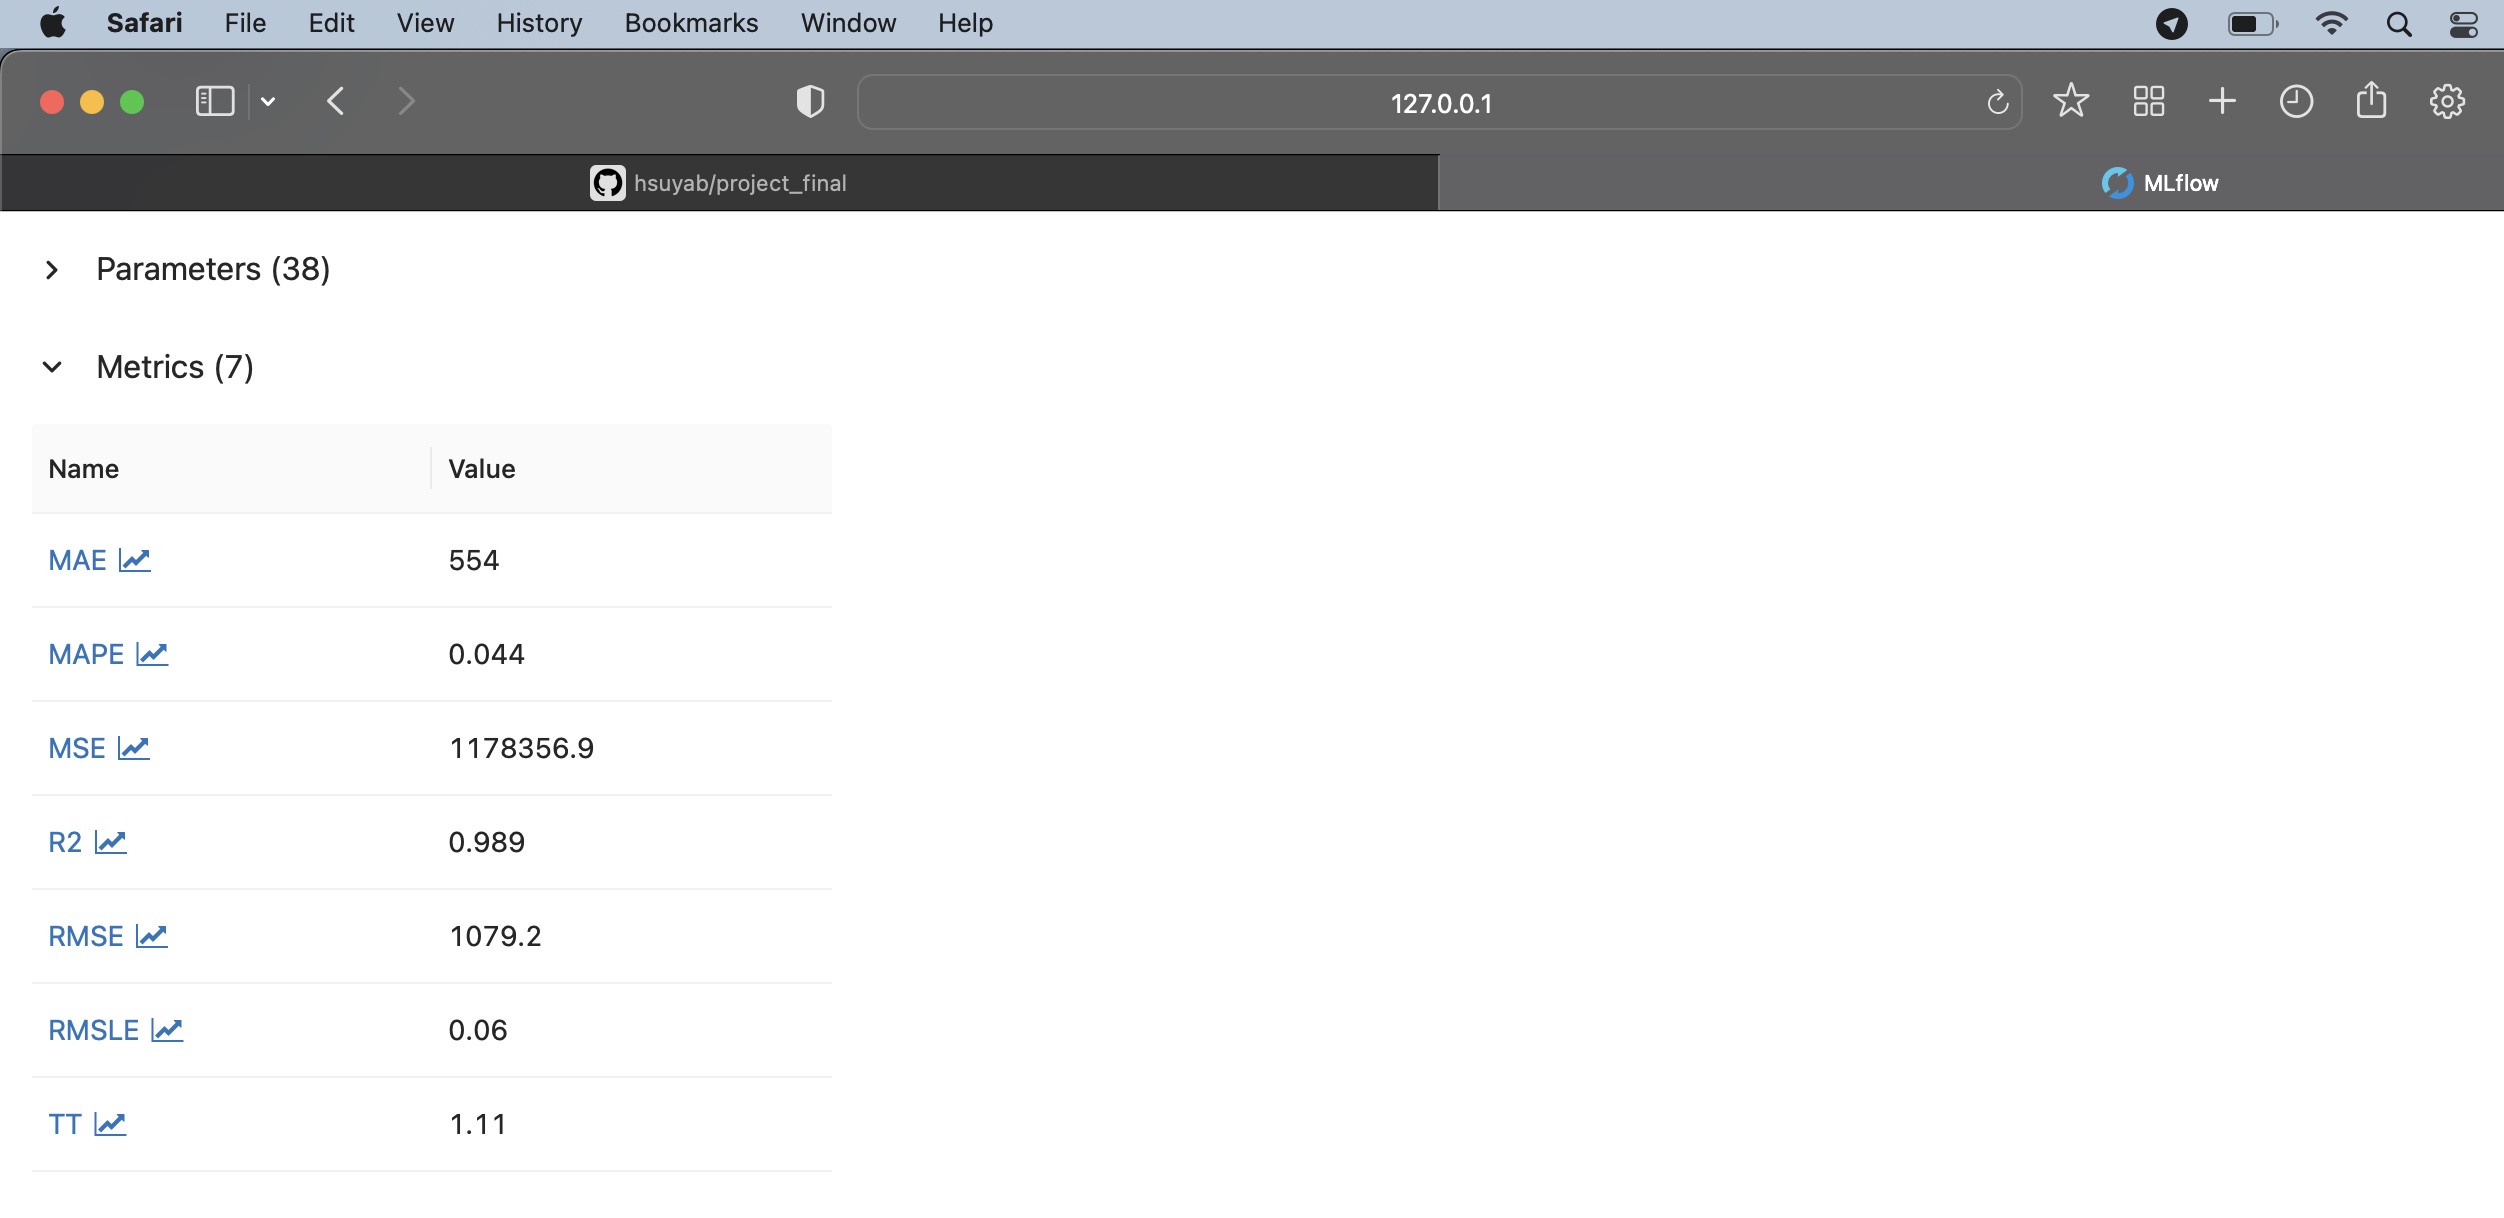 Safari File Edit View History Bookmarks Window Help
127.0.0.1
hsuyab/project_final MLflow
Parameters (38)
Metrics (7)
Name Value
MAE 554
MAPE 0.044
MSE 1178356.9
R2 0.989
RMSE 1079.2
RMSLE 0.06
TT 1.11